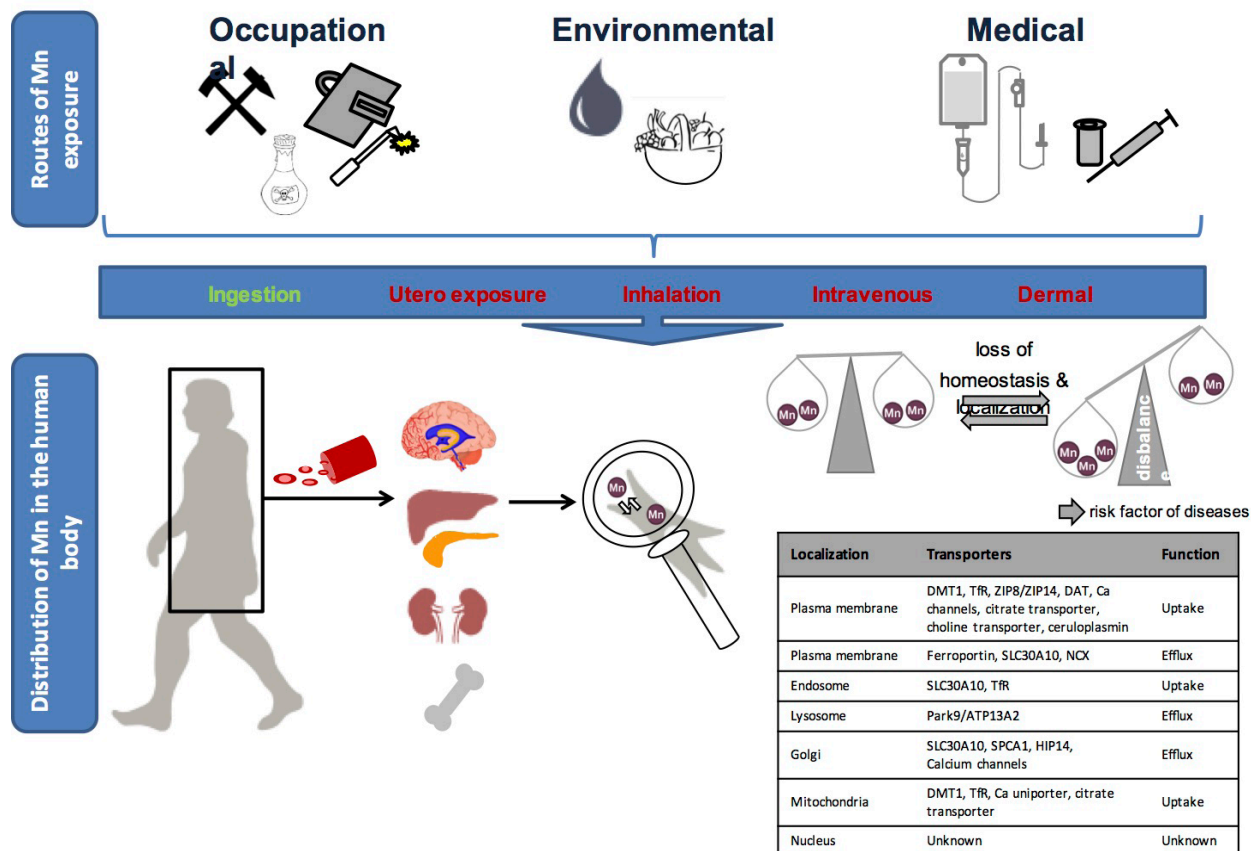 Routes of Mn
exposure
Occupation
al
Environmental
Medical
Ingestion
Utero exposure
Inhalation
Intravenous
Dermal
Distribution of Mn in the human
body
Mn
Mn
loss of
homeostasis &
localization
Mn Mn
Mn Mn
Mn Mn
Mn Mn
Mn
disbalanc
e
risk factor of diseases
Localization Transporters Function
Plasma membrane DMT1, TfR, ZIP8/ZIP14, DAT, Ca
channels, citrate transporter,
choline transporter, ceruloplasmin Uptake
Plasma membrane Ferroportin, SLC30A10, NCX Efflux
Endosome SLC30A10, TfR Uptake
Lysosome Park9/ATP13A2 Efflux
Golgi SLC30A10, SPCA1, HIP14,
Calcium channels Efflux
Mitochondria DMT1, TfR, Ca uniporter, citrate
transporter Uptake
Nucleus Unknown Unknown